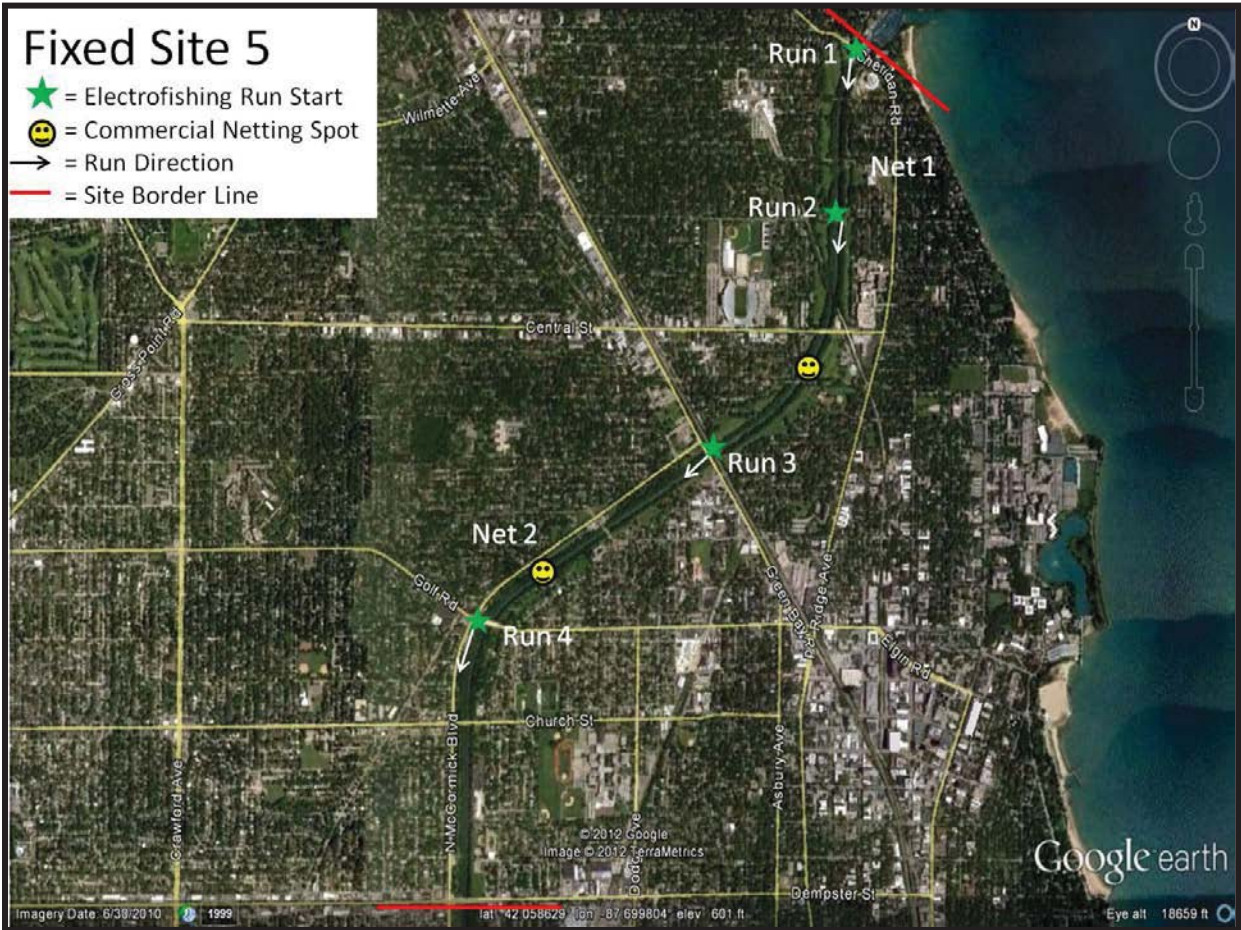 Fixed Site 5
= Electrofishing Run Start
= Commercial Netting Spot
= Run Direction
= Site Border Line
Run 1
N
Sheridan Rd
Wilmette Ave
Net 1
Run 2
Gross Point Rd
Central St
Run 3
Net 2
Golf Rd
Green Bay
Ridge Ave
Run 4
Elgin Rd
Church St
N McCormick Blvd
Asbury Ave
Crawford Ave
© 2012 Google
Image © 2012 TerraMetrics
Google earth
Dempster St
Imagery Date: 6/30/2010
1999
lat 42.058629 lon -87.699804 elev 601 ft
Eye alt 18659 ft